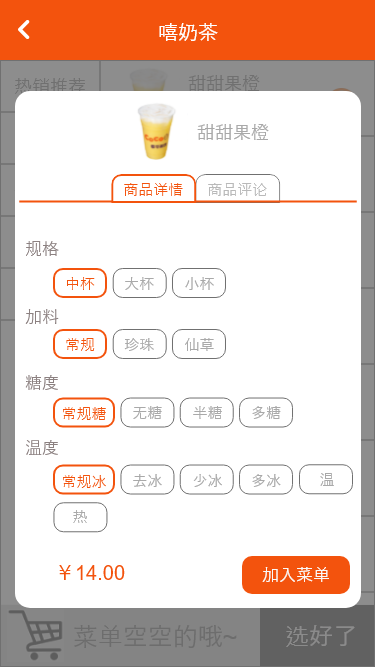 嘻奶茶
热销推荐
甜甜果橙
甜甜果橙
商品详情 商品评论
规格
中杯 大杯 小杯
加料
常规 珍珠 仙草
糖度
常规糖 无糖 半糖 多糖
温度
常规冰 去冰 少冰 多冰 温
热
￥14.00 加入菜单
菜单空空的哦~ 选好了